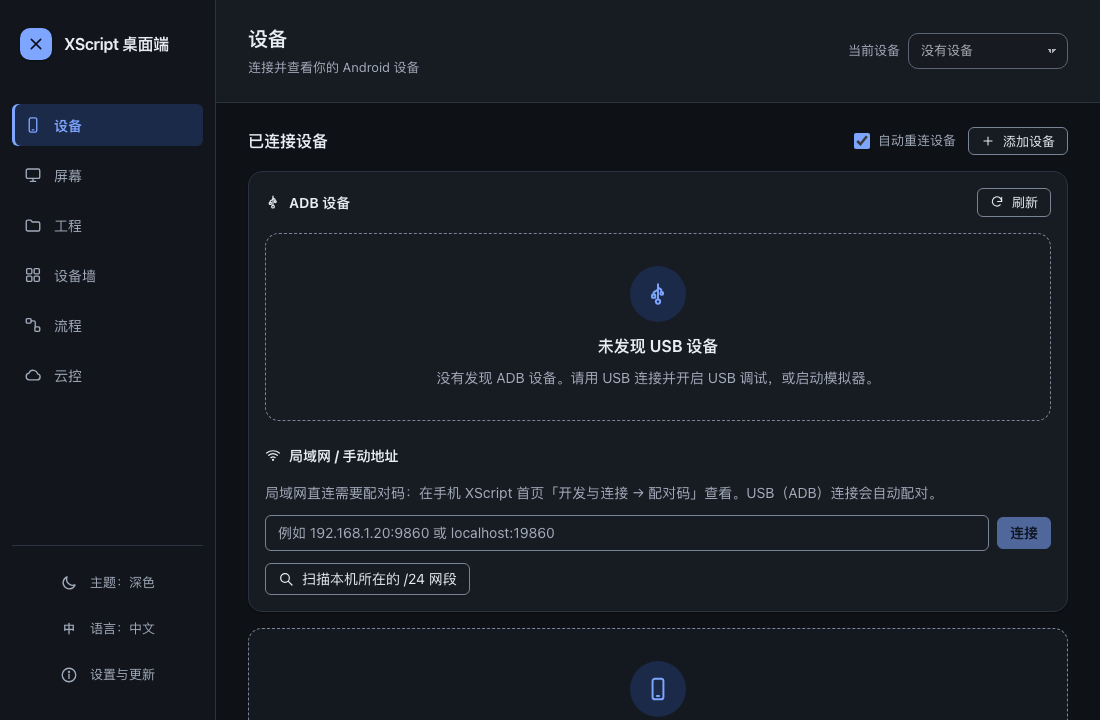 XScript 桌面端
设备
屏幕
工程
设备墙
流程
云控
主题：深色
中 语言：中文
设置与更新
设备
连接并查看你的 Android 设备
当前设备 没有设备
已连接设备
自动重连设备
添加设备
ADB 设备
刷新
未发现 USB 设备
没有发现 ADB 设备。请用 USB 连接并开启 USB 调试，或启动模拟器。
局域网 / 手动地址
局域网直连需要配对码：在手机 XScript 首页「开发与连接 → 配对码」查看。USB（ADB）连接会自动配对。
例如 192.168.1.20:9860 或 localhost:19860
连接
扫描本机所在的 /24 网段